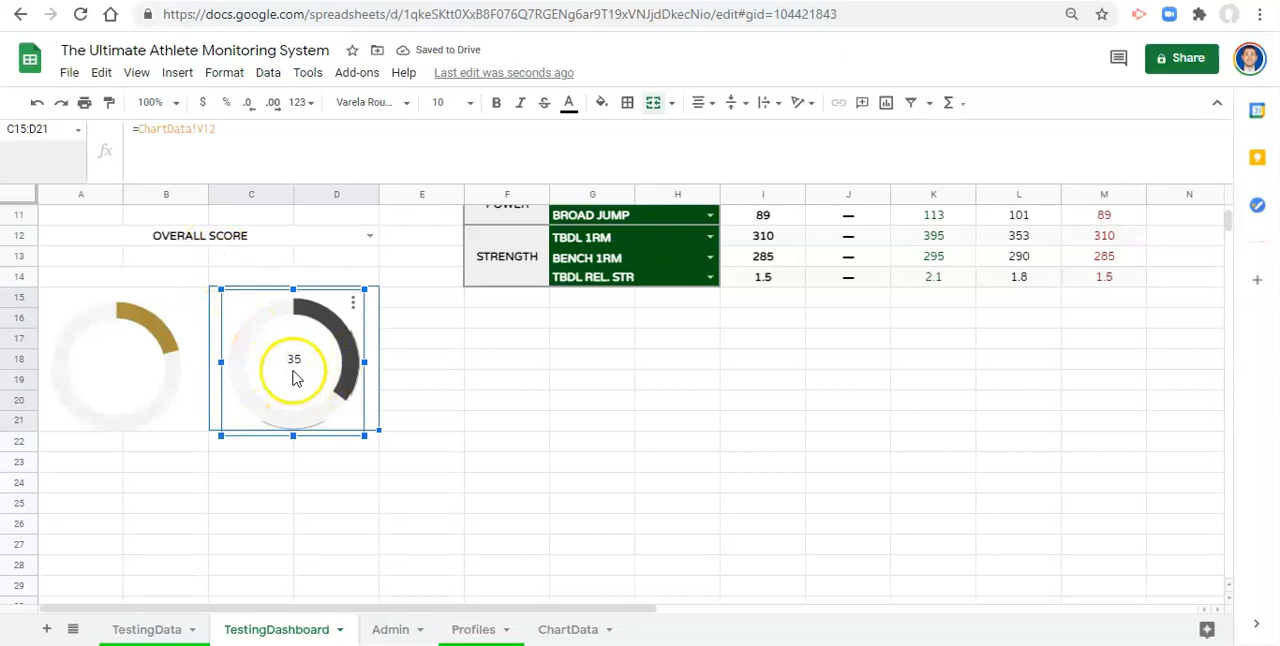 https://docs.google.com/spreadsheets/d/1qkeSKtt0XxB8F076Q7RGENg6ar9T19xVNJjdDkecNio/edit#gid=104421843
The Ultimate Athlete Monitoring System Saved to Drive
File Edit View Insert Format Data Tools Add-ons Help Last edit was seconds ago
Share
100% $ % .0 .00 123 Varela Rou... 10 B I S A
C15:D21 fx =ChartData!V12
A B C D E F G H I J K L M N
11 POWER BROAD JUMP 89 — 113 101 89
12 OVERALL SCORE TBDL 1RM 310 — 395 353 310
13 STRENGTH BENCH 1RM 285 — 295 290 285
14 TBDL REL. STR 1.5 — 2.1 1.8 1.5
15
16
17
18 35
19
20
21
22
23
24
25
26
27
28
29
TestingData TestingDashboard Admin Profiles ChartData